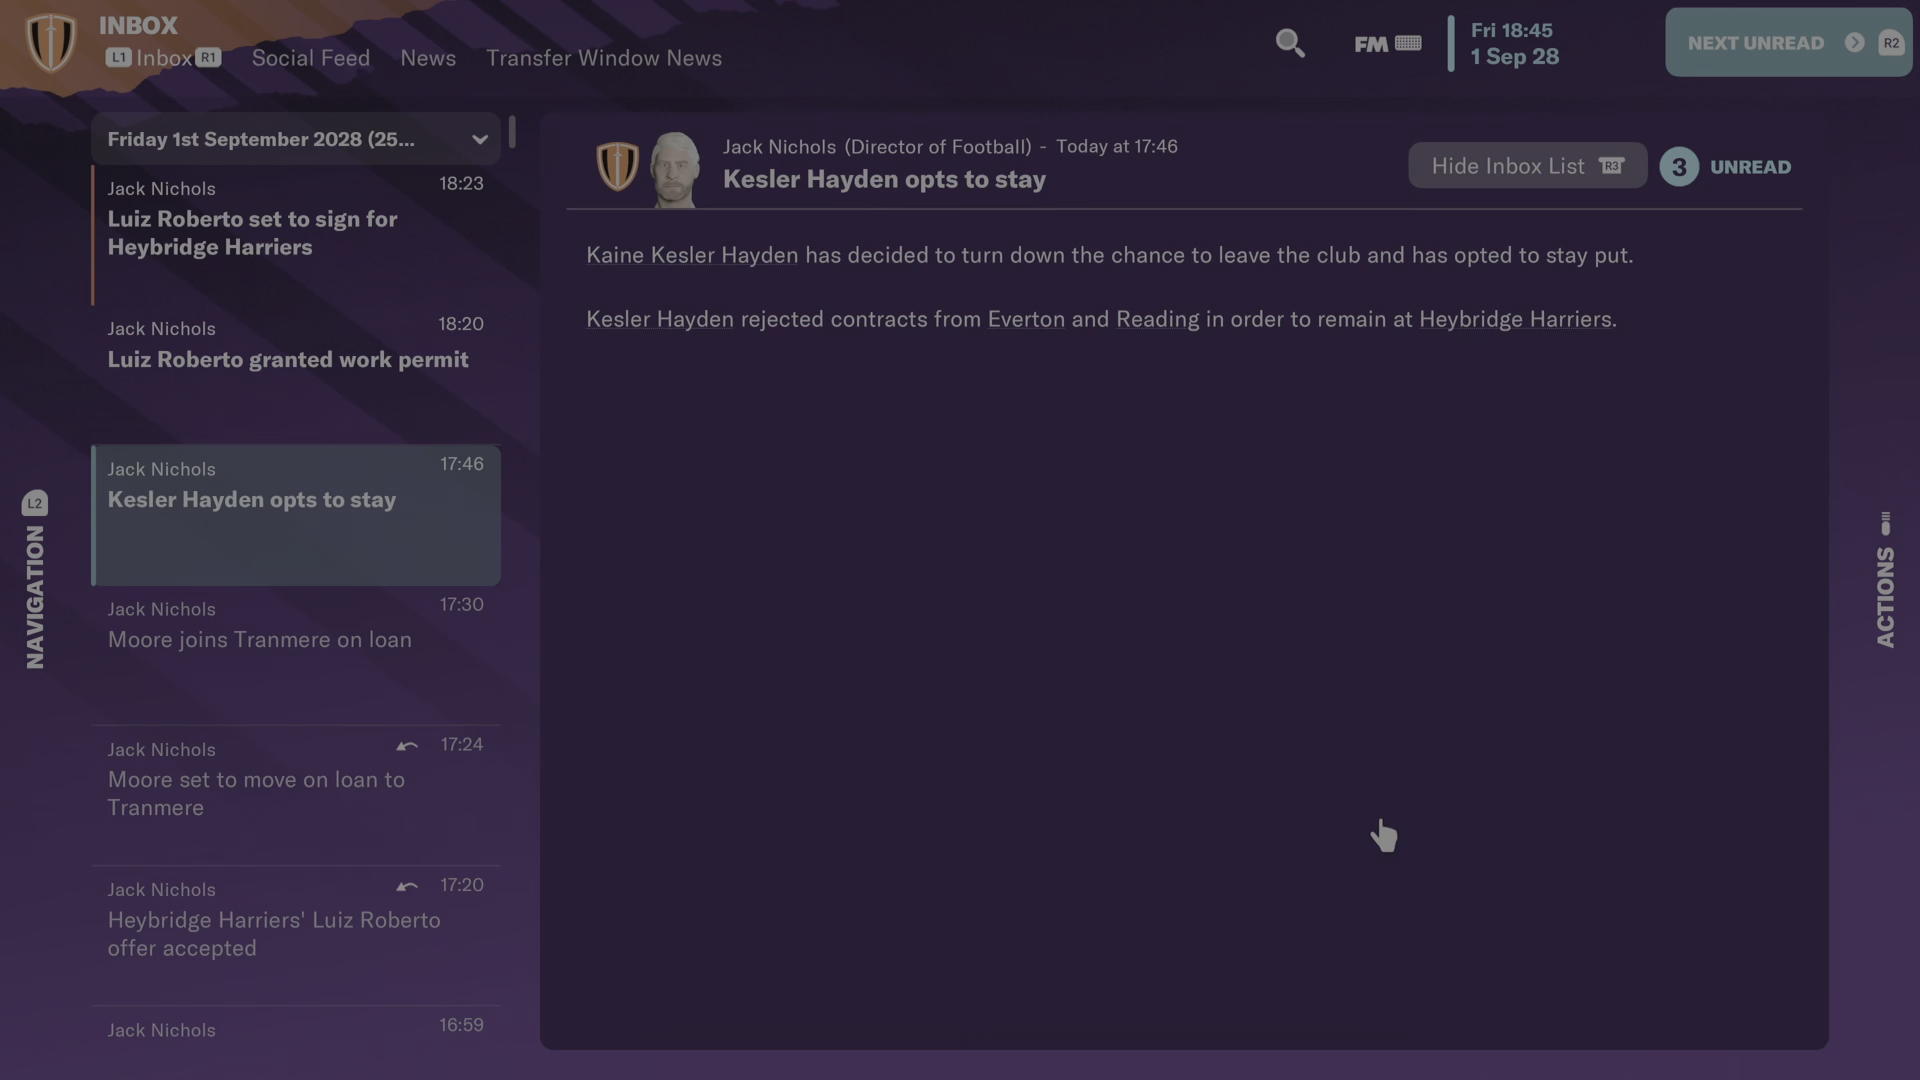 INBOX
L1 Inbox R1 Social Feed News Transfer Window News
FM
Fri 18:45
1 Sep 28
NEXT UNREAD R2
Friday 1st September 2028 (25...
Jack Nichols 18:23
Luiz Roberto set to sign for
Heybridge Harriers
Jack Nichols 18:20
Luiz Roberto granted work permit
Jack Nichols 17:46
Kesler Hayden opts to stay
Jack Nichols 17:30
Moore joins Tranmere on loan
Jack Nichols 17:24
Moore set to move on loan to
Tranmere
Jack Nichols 17:20
Heybridge Harriers' Luiz Roberto
offer accepted
Jack Nichols 16:59
Jack Nichols (Director of Football) - Today at 17:46
Kesler Hayden opts to stay
Hide Inbox List R3
3 UNREAD
Kaine Kesler Hayden has decided to turn down the chance to leave the club and has opted to stay put.
Kesler Hayden rejected contracts from Everton and Reading in order to remain at Heybridge Harriers.
NAVIGATION L2
ACTIONS